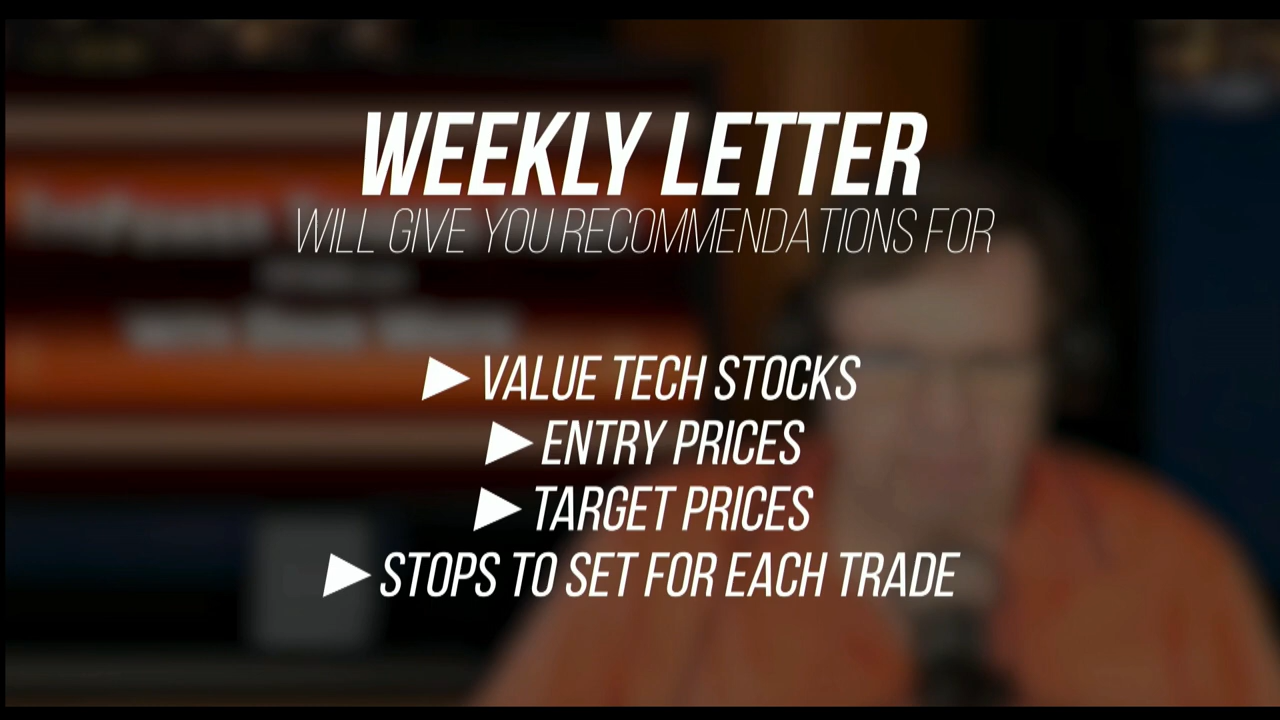 WEEKLY LETTER
WILL GIVE YOU RECOMMENDATIONS FOR
► VALUE TECH STOCKS
► ENTRY PRICES
► TARGET PRICES
► STOPS TO SET FOR EACH TRADE